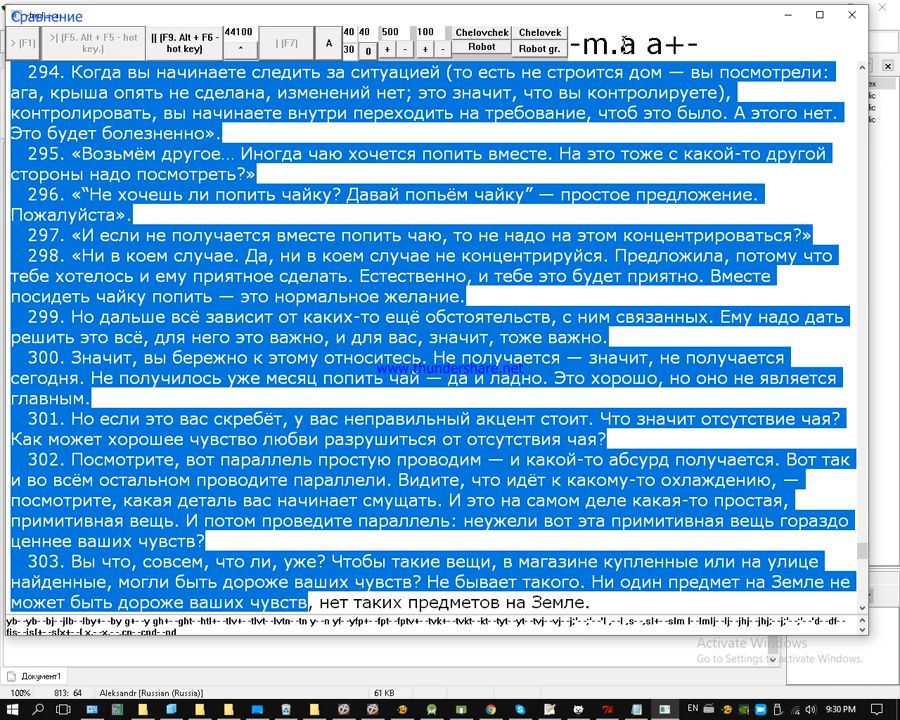 Сравнение
> [F1]
>| (F5. Alt + F5 - hot key.)
|| (F9. Alt + F6 - hot key)
44100
| [F7]
A
40 40 500 100
30 0 + - + -
Chelovchek Chelovek
Robot Robot gr.
-m.a a+-
294. Когда вы начинаете следить за ситуацией (то есть не строится дом — вы посмотрели:
ага, крыша опять не сделана, изменений нет; это значит, что вы контролируете),
контролировать, вы начинаете внутри переходить на требование, чтоб это было. А этого нет.
Это будет болезненно».
295. «Возьмём другое… Иногда чаю хочется попить вместе. На это тоже с какой-то другой
стороны надо посмотреть?»
296. «“Не хочешь ли попить чайку? Давай попьём чайку” — простое предложение.
Пожалуйста».
297. «И если не получается вместе попить чаю, то не надо на этом концентрироваться?»
298. «Ни в коем случае. Да, ни в коем случае не концентрируйся. Предложила, потому что
тебе хотелось и ему приятное сделать. Естественно, и тебе это будет приятно. Вместе
посидеть чайку попить — это нормальное желание.
299. Но дальше всё зависит от каких-то ещё обстоятельств, с ним связанных. Ему надо дать
решить это всё, для него это важно, и для вас, значит, тоже важно.
300. Значит, вы бережно к этому относитесь. Не получается — значит, не получается
www.thundershare.net
сегодня. Не получилось уже месяц попить чай — да и ладно. Это хорошо, но оно не является
главным.
301. Но если это вас скребёт, у вас неправильный акцент стоит. Что значит отсутствие чая?
Как может хорошее чувство любви разрушиться от отсутствия чая?
302. Посмотрите, вот параллель простую проводим — и какой-то абсурд получается. Вот так
и во всём остальном проводите параллели. Видите, что идёт к какому-то охлаждению, —
посмотрите, какая деталь вас начинает смущать. И это на самом деле какая-то простая,
примитивная вещь. И потом проведите параллель: неужели вот эта примитивная вещь гораздо
ценнее ваших чувств?
303. Вы что, совсем, что ли, уже? Чтобы такие вещи, в магазине купленные или на улице
найденные, могли быть дороже ваших чувств? Не бывает такого. Ни один предмет на Земле не
может быть дороже ваших чувств, нет таких предметов на Земле.
Activate Windows
Go to Settings to activate Windows.
Документ1
100% 813: 64 Aleksandr [Russian (Russia)] 61 KB
EN 9:30 PM